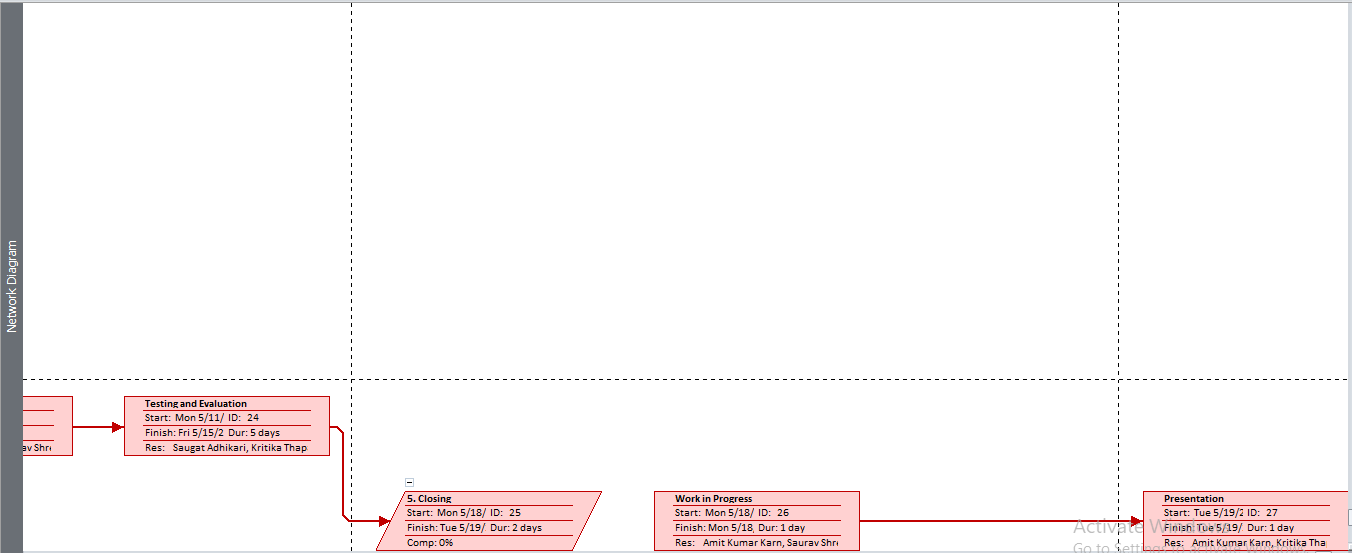 Network Diagram
av Shre
Testing and Evaluation
Start: Mon 5/11/ ID: 24
Finish: Fri 5/15/2 Dur: 5 days
Res: Saugat Adhikari, Kritika Thap
5. Closing
Start: Mon 5/18/ ID: 25
Finish: Tue 5/19/ Dur: 2 days
Comp: 0%
Work in Progress
Start: Mon 5/18/ ID: 26
Finish: Mon 5/18, Dur: 1 day
Res: Amit Kumar Karn, Saurav Shre
Presentation
Start: Tue 5/19/2 ID: 27
Finish: Tue 5/19/ Dur: 1 day
Res: Amit Kumar Karn, Kritika Tha
Activate Windows
Go to Settings